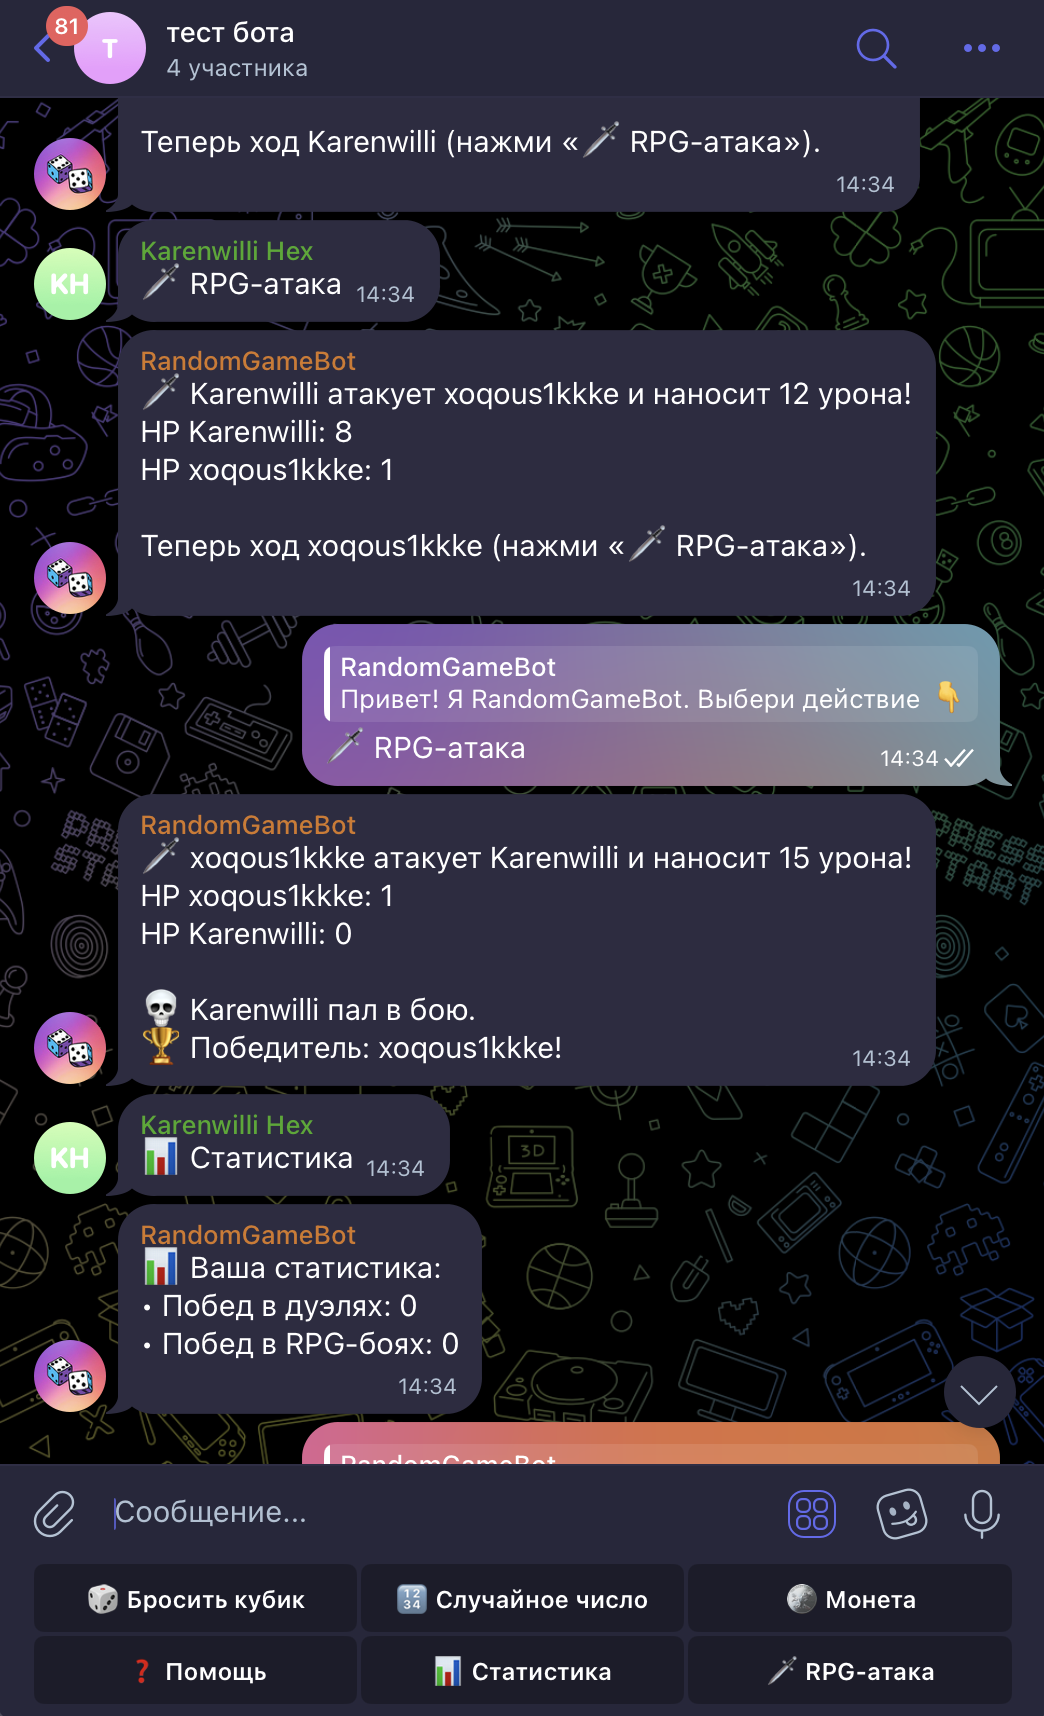 81
T
тест бота
4 участника
Теперь ход Karenwilli (нажми «🗡 RPG-атака»).
14:34
Karenwilli Hex
KH
🗡 RPG-атака 14:34
RandomGameBot
🗡 Karenwilli атакует xoqous1kkke и наносит 12 урона!
HP Karenwilli: 8
HP xoqous1kkke: 1
Теперь ход xoqous1kkke (нажми «🗡 RPG-атака»).
14:34
RandomGameBot
Привет! Я RandomGameBot. Выбери действие 👇
🗡 RPG-атака
14:34
RandomGameBot
🗡 xoqous1kkke атакует Karenwilli и наносит 15 урона!
HP xoqous1kkke: 1
HP Karenwilli: 0
💀 Karenwilli пал в бою.
🏆 Победитель: xoqous1kkke!
14:34
Karenwilli Hex
KH
📊 Статистика 14:34
RandomGameBot
📊 Ваша статистика:
• Побед в дуэлях: 0
• Побед в RPG-боях: 0
14:34
RandomGameBot
Сообщение...
🎲 Бросить кубик
🔢 Случайное число
🪙 Монета
❓ Помощь
📊 Статистика
🗡 RPG-атака